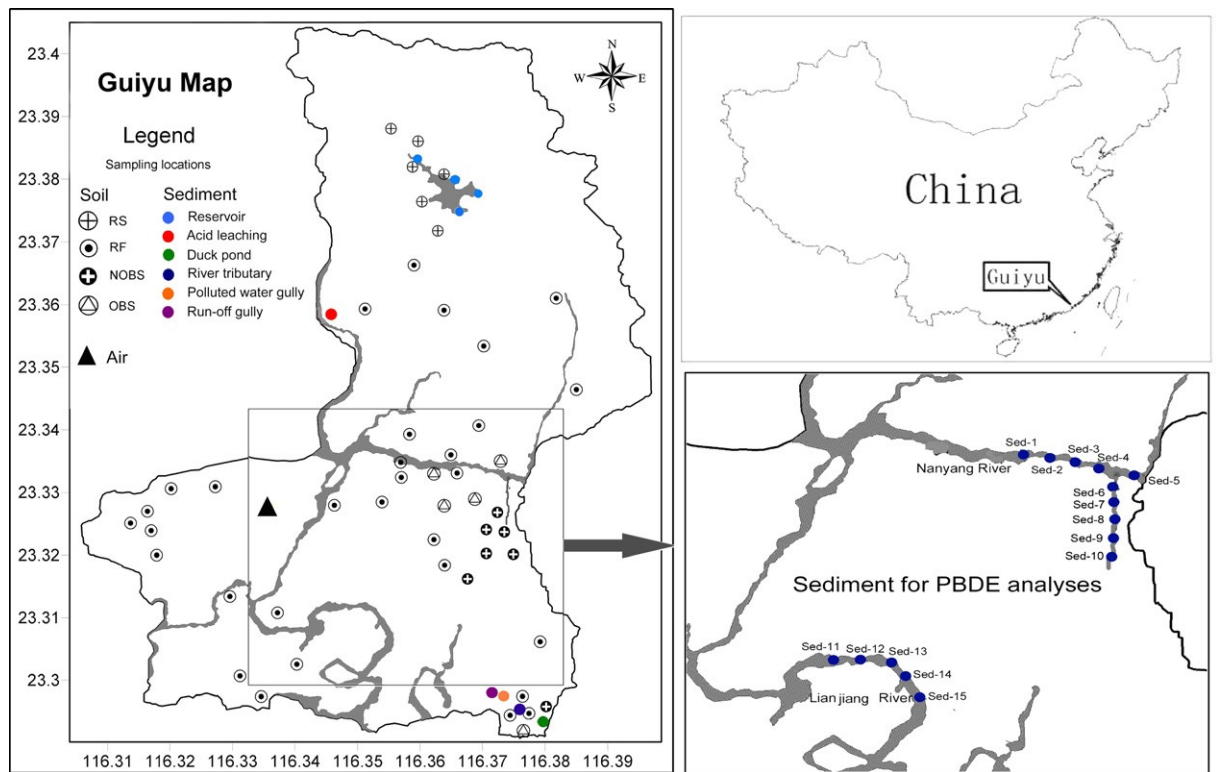 Guiyu Map
N
W E
S
Legend
Sampling locations
Soil
RS
RF
NOBS
OBS
Air
Sediment
Reservoir
Acid leaching
Duck pond
River tributary
Polluted water gully
Run-off gully
23.4
23.39
23.38
23.37
23.36
23.35
23.34
23.33
23.32
23.31
23.3
116.31 116.32 116.33 116.34 116.35 116.36 116.37 116.38 116.39
China
Guiyu
Sed-1
Sed-2
Sed-3
Sed-4
Sed-5
Nanyang River
Sed-6
Sed-7
Sed-8
Sed-9
Sed-10
Sediment for PBDE analyses
Sed-11
Sed-12
Sed-13
Sed-14
Sed-15
Lianjiang River